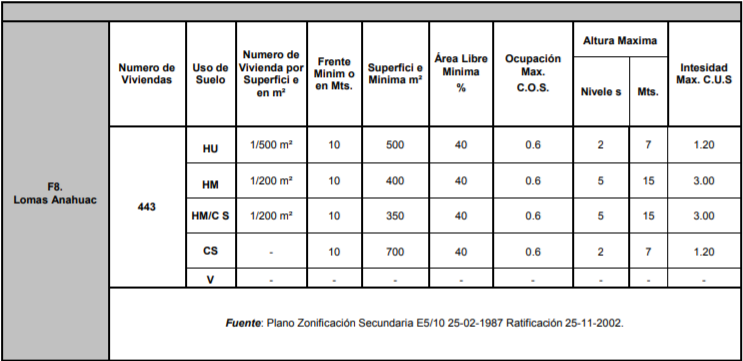 F8.
Lomas Anahuac
Numero de Viviendas
Uso de Suelo
Numero de Vivienda por Superfici e en m²
Frente Minim o en Mts.
Superfici e Minima m²
Área Libre Minima %
Ocupación Max. C.O.S.
Altura Maxima
Nivele s
Mts.
Intesidad Max. C.U.S
443
HU 1/500 m² 10 500 40 0.6 2 7 1.20
HM 1/200 m² 10 400 40 0.6 5 15 3.00
HM/C S 1/200 m² 10 350 40 0.6 5 15 3.00
CS - 10 700 40 0.6 2 7 1.20
V - - - - - - - -
Fuente: Plano Zonificación Secundaria E5/10 25-02-1987 Ratificación 25-11-2002.